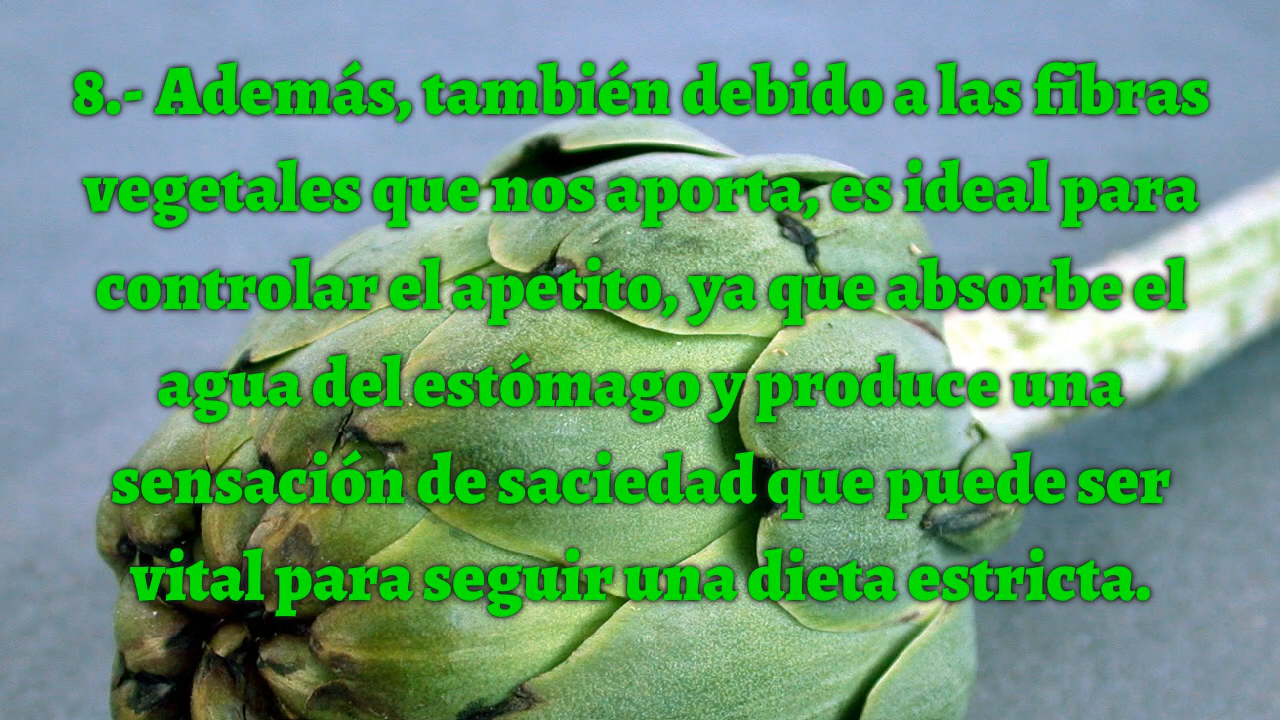 8.- Además, también debido a las fibras
vegetales que nos aporta, es ideal para
controlar el apetito, ya que absorbe el
agua del estómago y produce una
sensación de saciedad que puede ser
vital para seguir una dieta estricta.